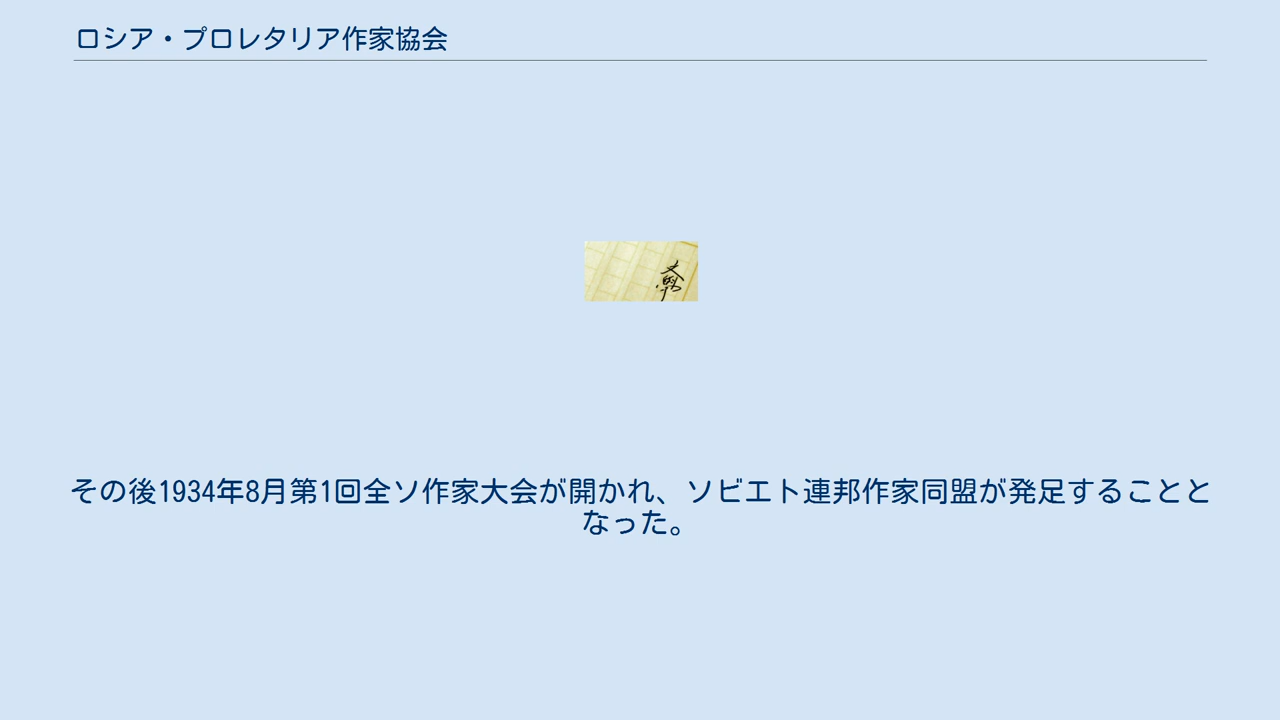 ロシア・プロレタリア作家協会
その後1934年8月第1回全ソ作家大会が開かれ、ソビエト連邦作家同盟が発足することと
なった。